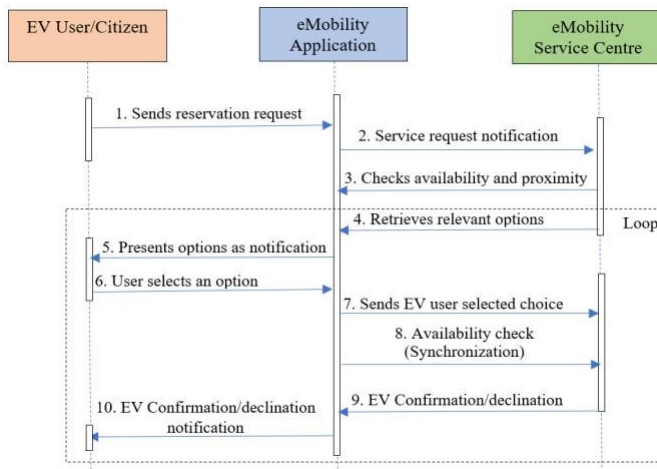 EV User/Citizen
eMobility
Application
eMobility
Service Centre
1. Sends reservation request
2. Service request notification
3. Checks availability and proximity
4. Retrieves relevant options
Loop
5. Presents options as notification
6. User selects an option
7. Sends EV user selected choice
8. Availability check
(Synchronization)
9. EV Confirmation/declination
10. EV Confirmation/declination
notification